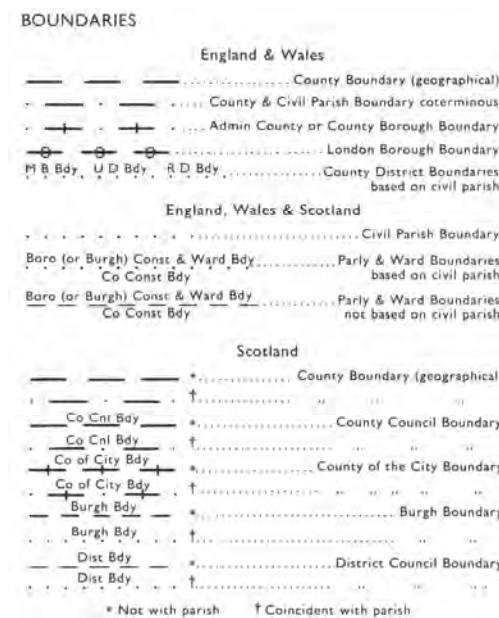 BOUNDARIES
England & Wales
County Boundary (geographical)
County & Civil Parish Boundary coterminous
Admin County or County Borough Boundary
London Borough Boundary
M B Bdy U D Bdy R D Bdy County District Boundaries
based on civil parish
England, Wales & Scotland
Civil Parish Boundary
Boro (or Burgh) Const & Ward Bdy Parly & Ward Boundaries
Co Const Bdy based on civil parish
Boro (or Burgh) Const & Ward Bdy Parly & Ward Boundaries
Co Const Bdy not based on civil parish
Scotland
* County Boundary (geographical)
† " " "
Co Cnl Bdy * County Council Boundary
Co Cnl Bdy † " " "
Co of City Bdy * County of the City Boundary
Co of City Bdy † " " " " "
Burgh Bdy * Burgh Boundary
Burgh Bdy † " "
Dist Bdy * District Council Boundary
Dist Bdy † " " "
* Not with parish † Coincident with parish